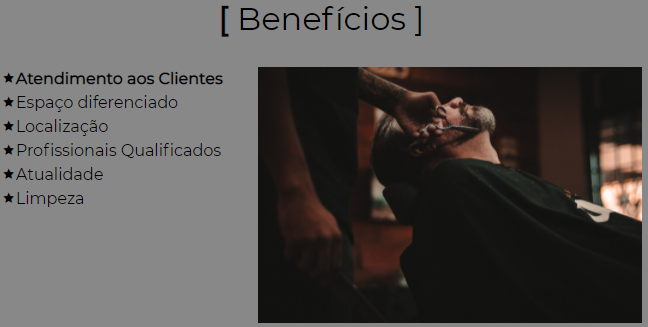 [ Benefícios ]
★Atendimento aos Clientes
★Espaço diferenciado
★Localização
★Profissionais Qualificados
★Atualidade
★Limpeza